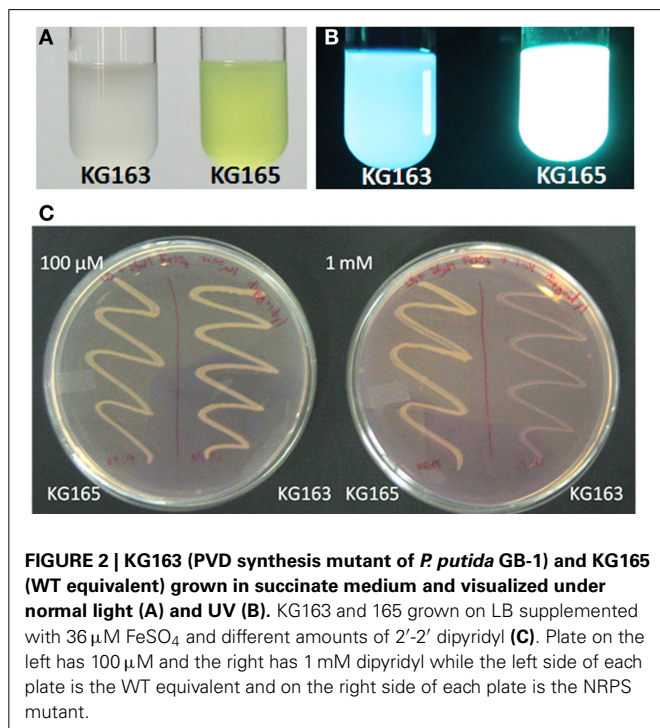 A
B
KG163 KG165
KG163 KG165
C
100 µM
1 mM
KG165 KG163
KG165 KG163
FIGURE 2 | KG163 (PVD synthesis mutant of P. putida GB-1) and KG165
(WT equivalent) grown in succinate medium and visualized under
normal light (A) and UV (B). KG163 and 165 grown on LB supplemented
with 36 µM FeSO₄ and different amounts of 2′-2′ dipyridyl (C). Plate on the
left has 100 µM and the right has 1 mM dipyridyl while the left side of each
plate is the WT equivalent and on the right side of each plate is the NRPS
mutant.